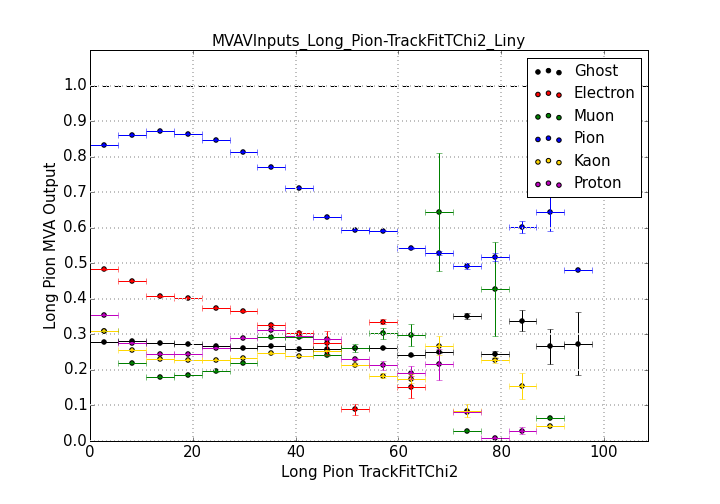 MVAVInputs_Long_Pion-TrackFitTChi2_Liny
Long Pion MVA Output
1.0
0.9
0.8
0.7
0.6
0.5
0.4
0.3
0.2
0.1
0.0
Ghost
Electron
Muon
Pion
Kaon
Proton
0 20 40 60 80 100
Long Pion TrackFitTChi2